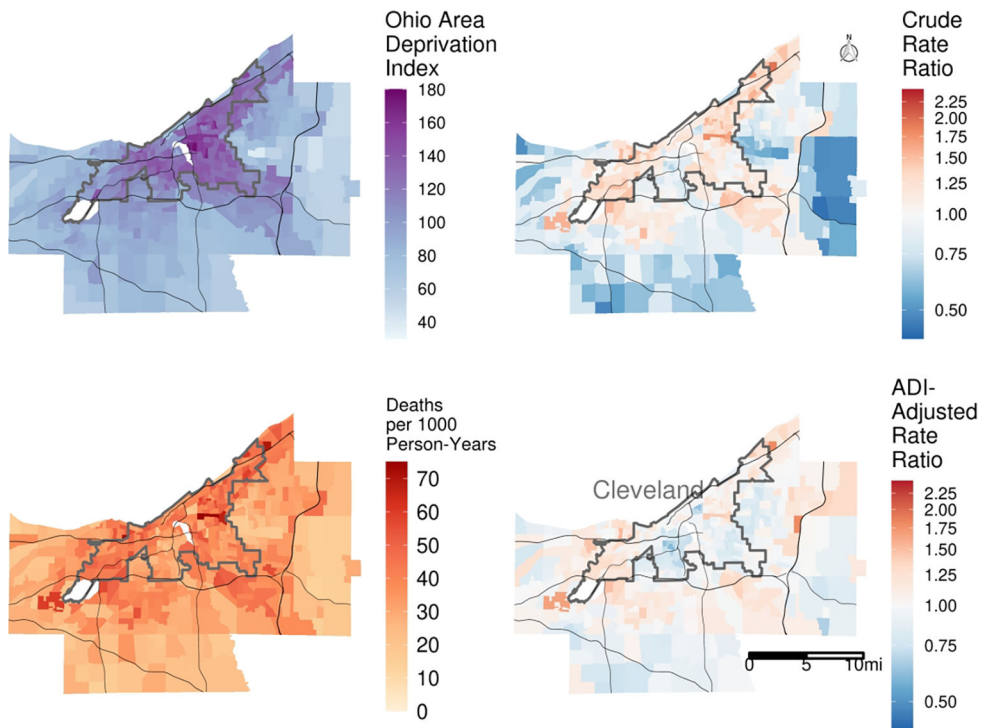 Ohio Area
Deprivation
Index
180
160
140
120
100
80
60
40
N
Crude
Rate
Ratio
2.25
2.00
1.75
1.50
1.25
1.00
0.75
0.50
Deaths
per 1000
Person-Years
70
60
50
40
30
20
10
0
Cleveland
0 5 10mi
ADI-
Adjusted
Rate
Ratio
2.25
2.00
1.75
1.50
1.25
1.00
0.75
0.50